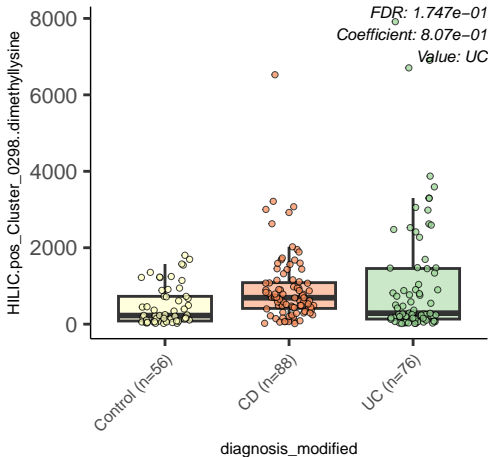 FDR: 1.747e−01
Coefficient: 8.07e−01
Value: UC
HILIC.pos_Cluster_0298..dimethyllysine
8000
6000
4000
2000
0
Control (n=56)
CD (n=88)
UC (n=76)
diagnosis_modified